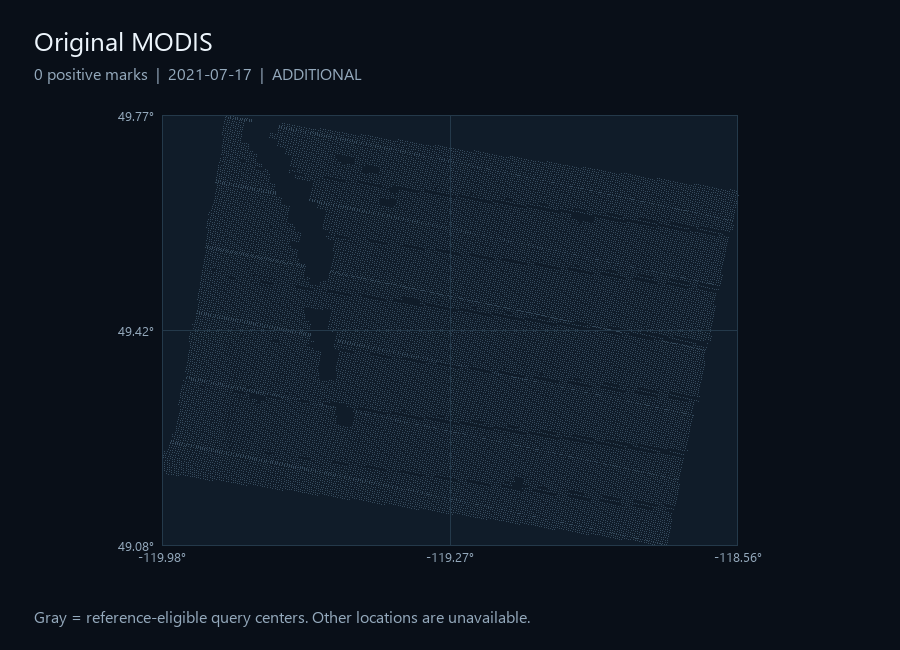 Original MODIS
0 positive marks | 2021-07-17 | ADDITIONAL
49.77°
49.42°
49.08°
-119.98°
-119.27°
-118.56°
Gray = reference-eligible query centers. Other locations are unavailable.